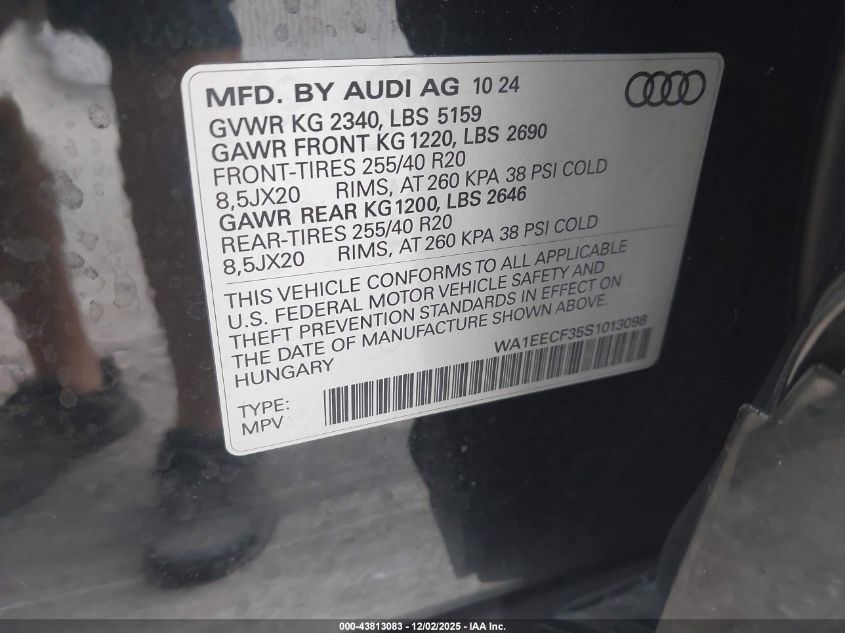 MFD. BY AUDI AG 10 24
GVWR KG 2340, LBS 5159
GAWR FRONT KG 1220, LBS 2690
FRONT-TIRES 255/40 R20
8,5JX20 RIMS, AT 260 KPA 38 PSI COLD
GAWR REAR KG 1200, LBS 2646
REAR-TIRES 255/40 R20
8,5JX20 RIMS, AT 260 KPA 38 PSI COLD
THIS VEHICLE CONFORMS TO ALL APPLICABLE
U.S. FEDERAL MOTOR VEHICLE SAFETY AND
THEFT PREVENTION STANDARDS IN EFFECT ON
THE DATE OF MANUFACTURE SHOWN ABOVE.
HUNGARY WA1EECF35S1013098
TYPE:
MPV
000-43813083 - 12/02/2025 - IAA Inc.